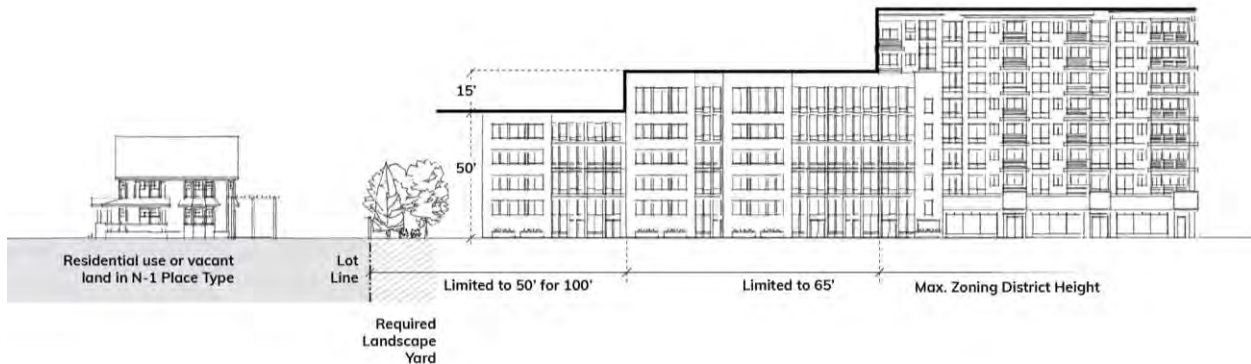 15'
50'
Residential use or vacant
land in N-1 Place Type
Lot
Line
Limited to 50' for 100'
Limited to 65'
Max. Zoning District Height
Required
Landscape
Yard